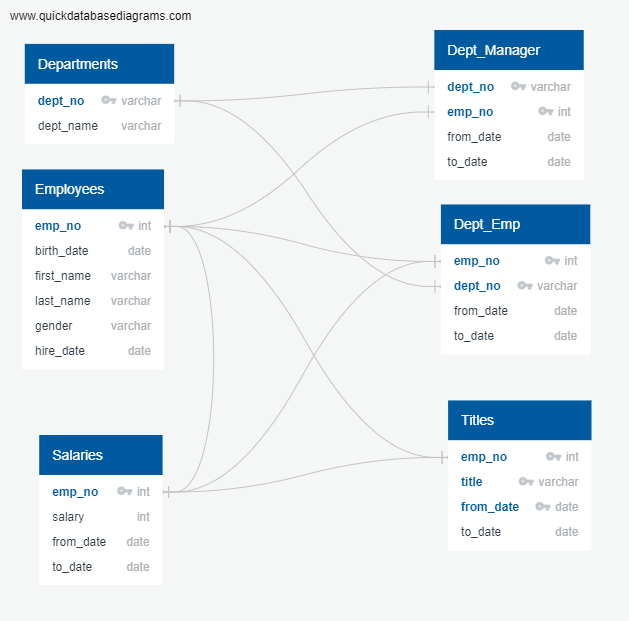 www.quickdatabasediagrams.com
Departments
dept_no varchar
dept_name varchar
Employees
emp_no int
birth_date date
first_name varchar
last_name varchar
gender varchar
hire_date date
Salaries
emp_no int
salary int
from_date date
to_date date
Dept_Manager
dept_no varchar
emp_no int
from_date date
to_date date
Dept_Emp
emp_no int
dept_no varchar
from_date date
to_date date
Titles
emp_no int
title varchar
from_date date
to_date date